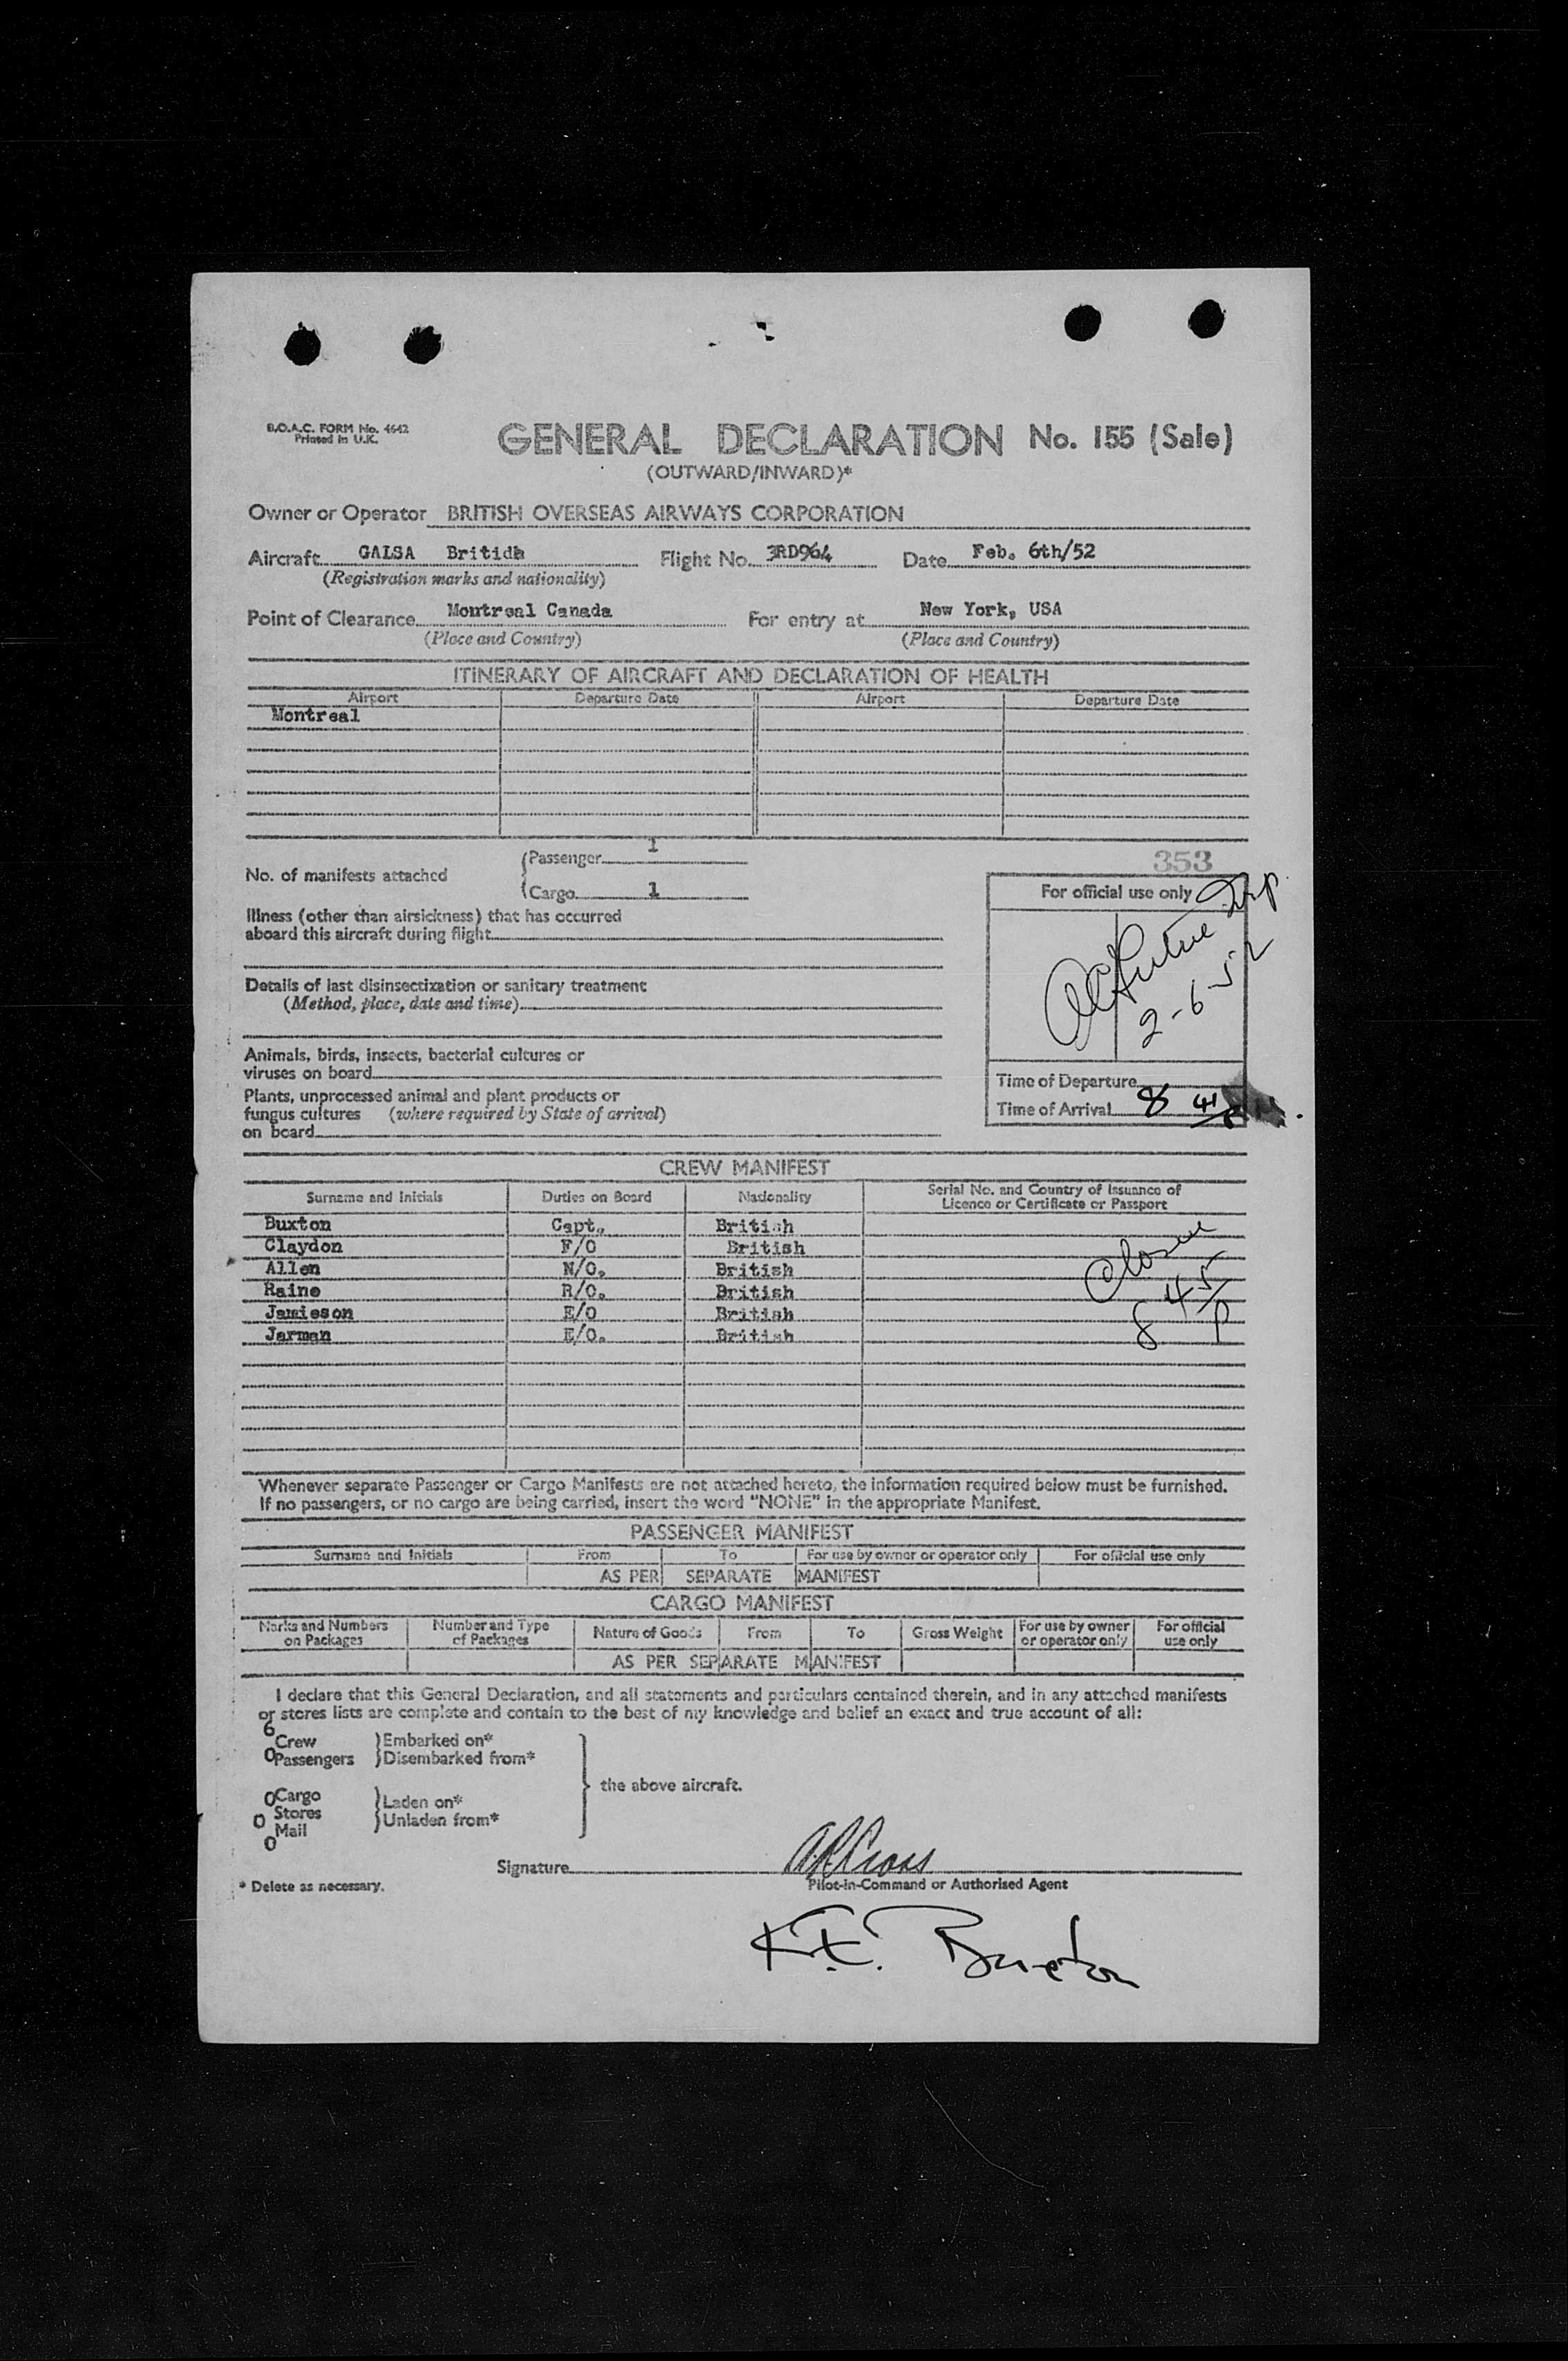 B.O.A.C. FORM No. 4642
Printed in U.K.
GENERAL DECLARATION No. 155 (Sale)
(OUTWARD/INWARD)*
Owner or Operator BRITISH OVERSEAS AIRWAYS CORPORATION
Aircraft GALSA Britidh Flight No. 3RD964 Date Feb. 6th/52
(Registration marks and nationality)
Point of Clearance Montreal Canada For entry at New York, USA
(Place and Country) (Place and Country)
ITINERARY OF AIRCRAFT AND DECLARATION OF HEALTH
Airport Departure Date Airport Departure Date
Montreal
No. of manifests attached
Passenger 1
Cargo 1
353
For official use only
2-6-52
Illness (other than airsickness) that has occurred
aboard this aircraft during flight
Details of last disinsectization or sanitary treatment
(Method, place, date and time)
Animals, birds, insects, bacterial cultures or
viruses on board
Plants, unprocessed animal and plant products or
fungus cultures (where required by State of arrival)
on board
Time of Departure
Time of Arrival 8 41
CREW MANIFEST
Surname and Initials Duties on Board Nationality Serial No. and Country of Issuance of
Licence or Certificate or Passport
Buxton Capt. British
Claydon F/O British
Allen N/O. British
Raine R/O. British
Jamieson E/O British
Jarman E/O. British
8 45 P
Whenever separate Passenger or Cargo Manifests are not attached hereto, the information required below must be furnished.
If no passengers, or no cargo are being carried, insert the word "NONE" in the appropriate Manifest.
PASSENGER MANIFEST
Surname and Initials From To For use by owner or operator only For official use only
AS PER SEPARATE MANIFEST
CARGO MANIFEST
Marks and Numbers Number and Type Nature of Goods From To Gross Weight For use by owner For official
on Packages of Packages or operator only use only
AS PER SEPARATE MANIFEST
I declare that this General Declaration, and all statements and particulars contained therein, and in any attached manifests
or stores lists are complete and contain to the best of my knowledge and belief an exact and true account of all:
6 Crew Embarked on*
0 Passengers Disembarked from*
the above aircraft.
0 Cargo Laden on*
0 Stores Unladen from*
0 Mail
Signature
Pilot-in-Command or Authorised Agent
* Delete as necessary.
K.E. Buxton